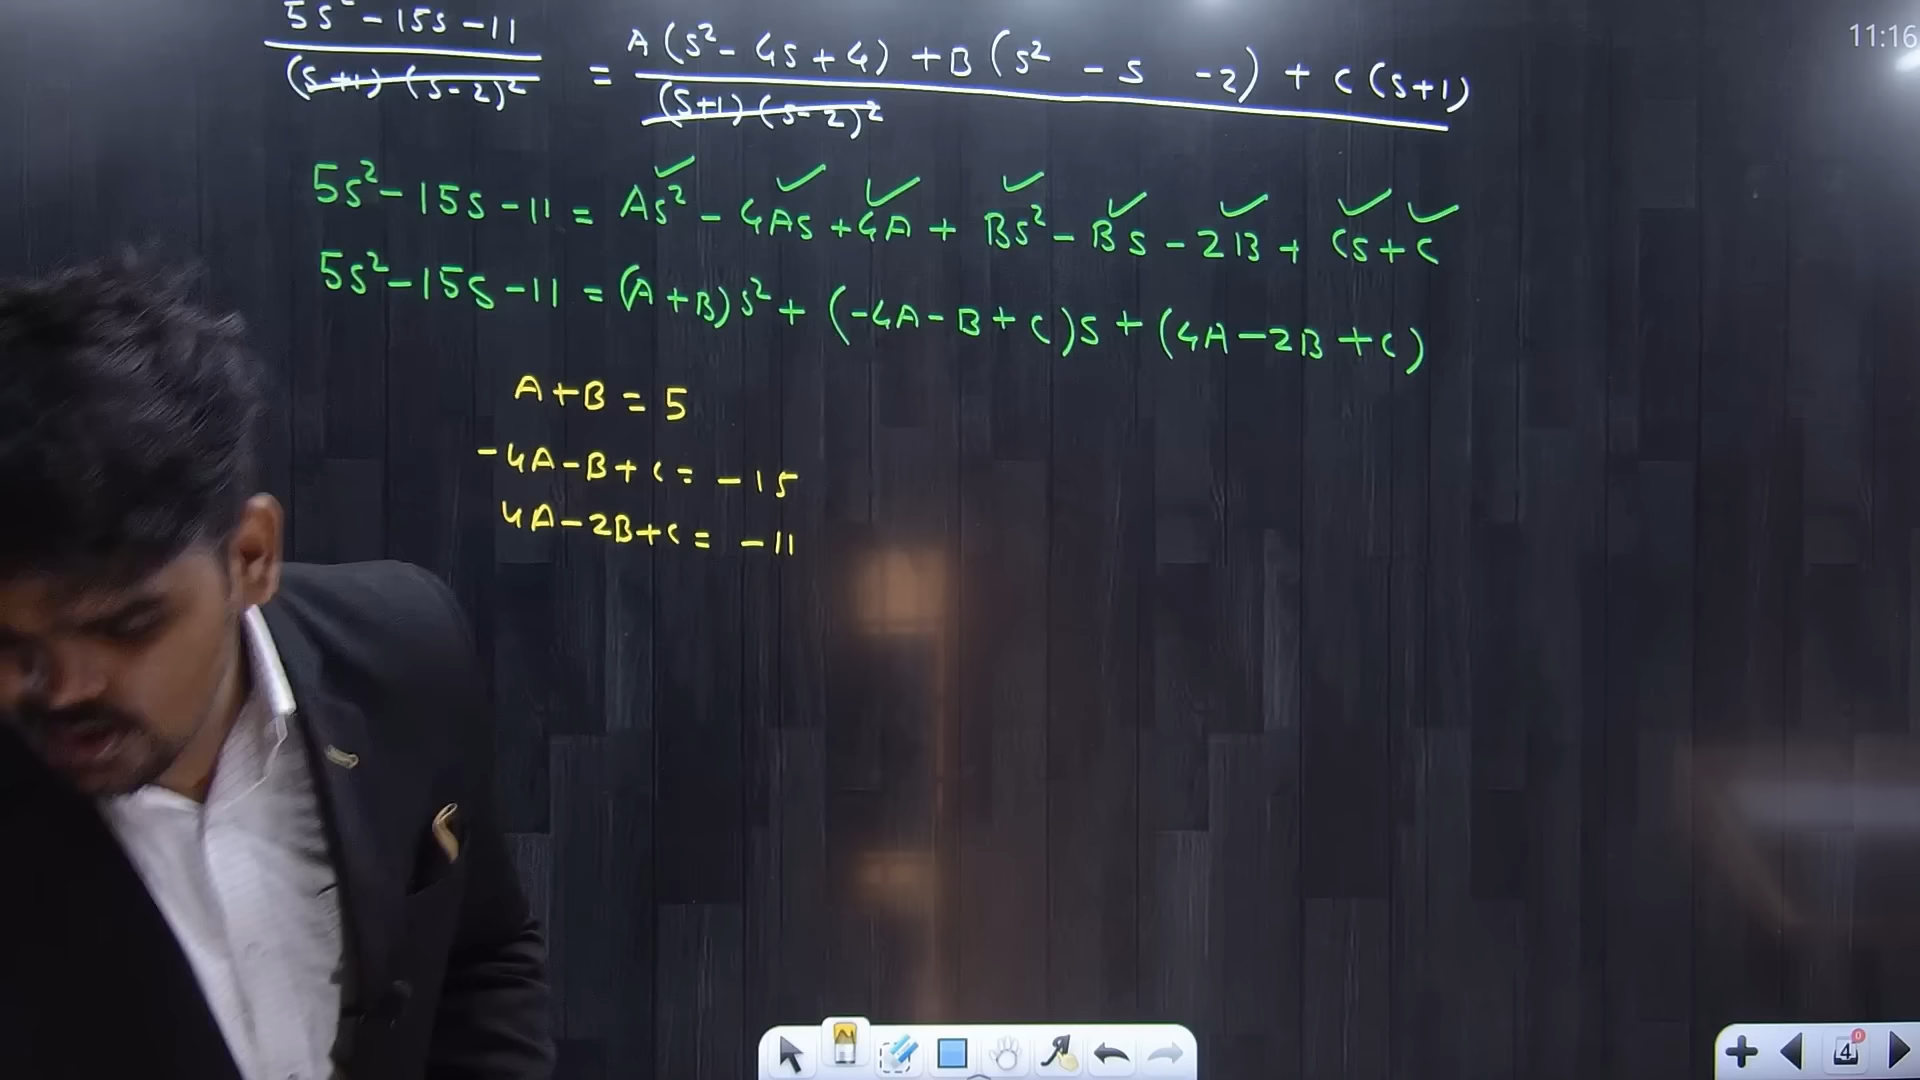 11:16
5s² - 15s - 11 / (s+1)(s-2)² = A(s² - 4s + 4) + B(s² - s - 2) + C(s+1) / (s+1)(s-2)²
5s² - 15s - 11 = As² - 4As + 4A + Bs² - Bs - 2B + Cs + C
5s² - 15s - 11 = (A+B)s² + (-4A - B + C)s + (4A - 2B + C)
A + B = 5
-4A - B + C = -15
4A - 2B + C = -11
4
0